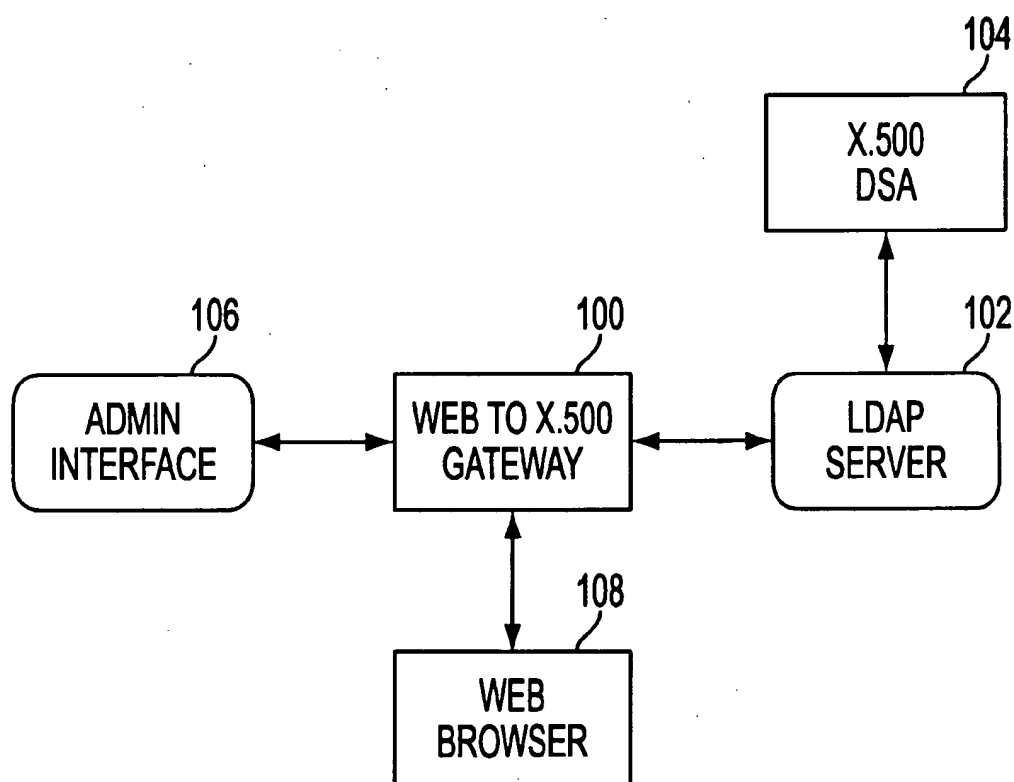 104
X.500
DSA
106
ADMIN
INTERFACE
100
WEB TO X.500
GATEWAY
102
LDAP
SERVER
108
WEB
BROWSER